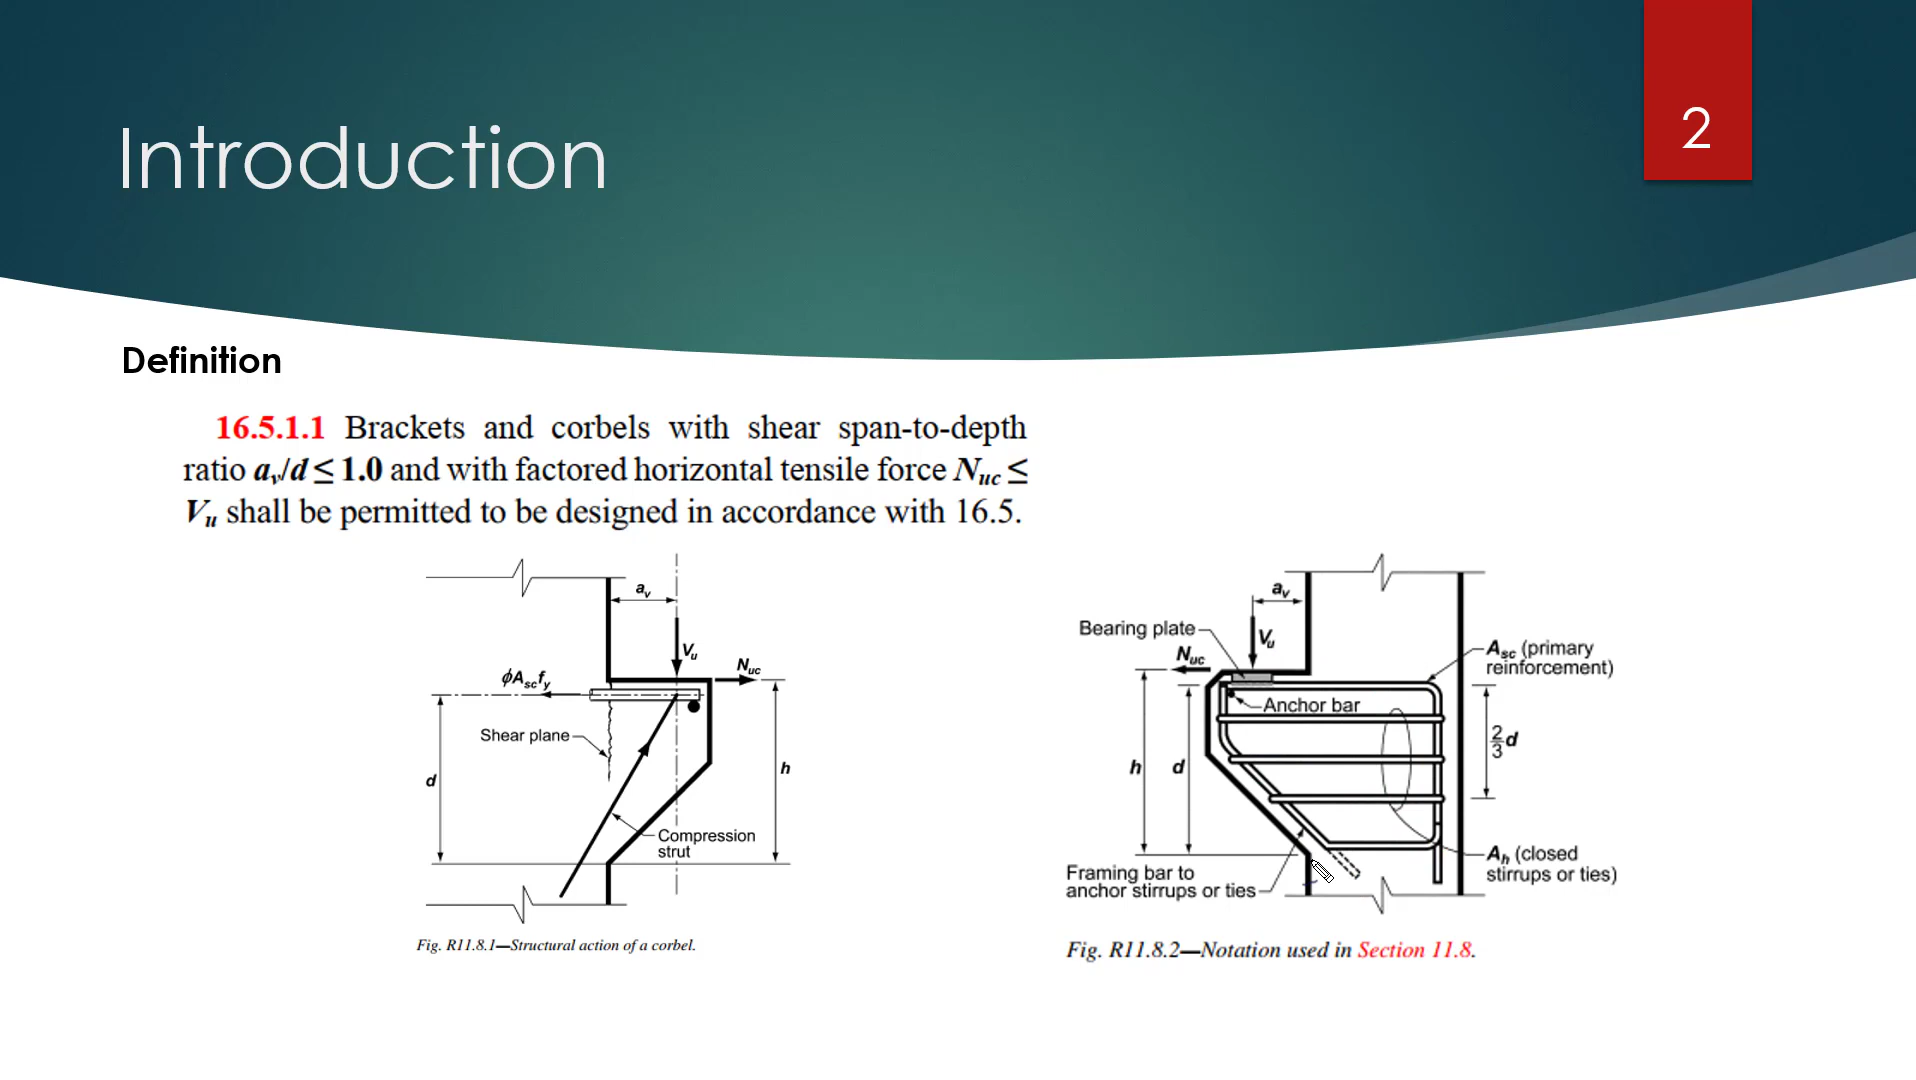 2
Introduction
Definition
16.5.1.1 Brackets and corbels with shear span-to-depth
ratio av/d ≤ 1.0 and with factored horizontal tensile force Nuc ≤
Vu shall be permitted to be designed in accordance with 16.5.
av
Vu
Nuc
ϕAscfy
Shear plane
d
h
Compression
strut
Fig. R11.8.1—Structural action of a corbel.
av
Bearing plate
Vu
Nuc
Asc (primary
reinforcement)
Anchor bar
2/3 d
h
d
Framing bar to
anchor stirrups or ties
Ah (closed
stirrups or ties)
Fig. R11.8.2—Notation used in Section 11.8.